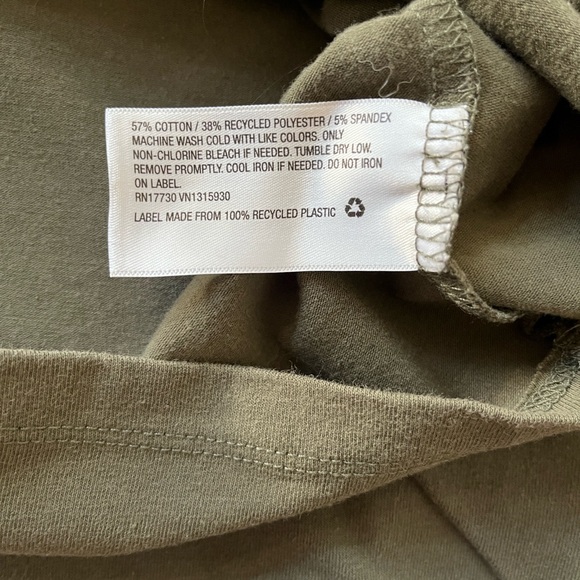 57% COTTON / 38% RECYCLED POLYESTER / 5% SPANDEX
MACHINE WASH COLD WITH LIKE COLORS. ONLY
NON-CHLORINE BLEACH IF NEEDED. TUMBLE DRY LOW.
REMOVE PROMPTLY. COOL IRON IF NEEDED. DO NOT IRON
ON LABEL.
RN17730 VN1315930
LABEL MADE FROM 100% RECYCLED PLASTIC